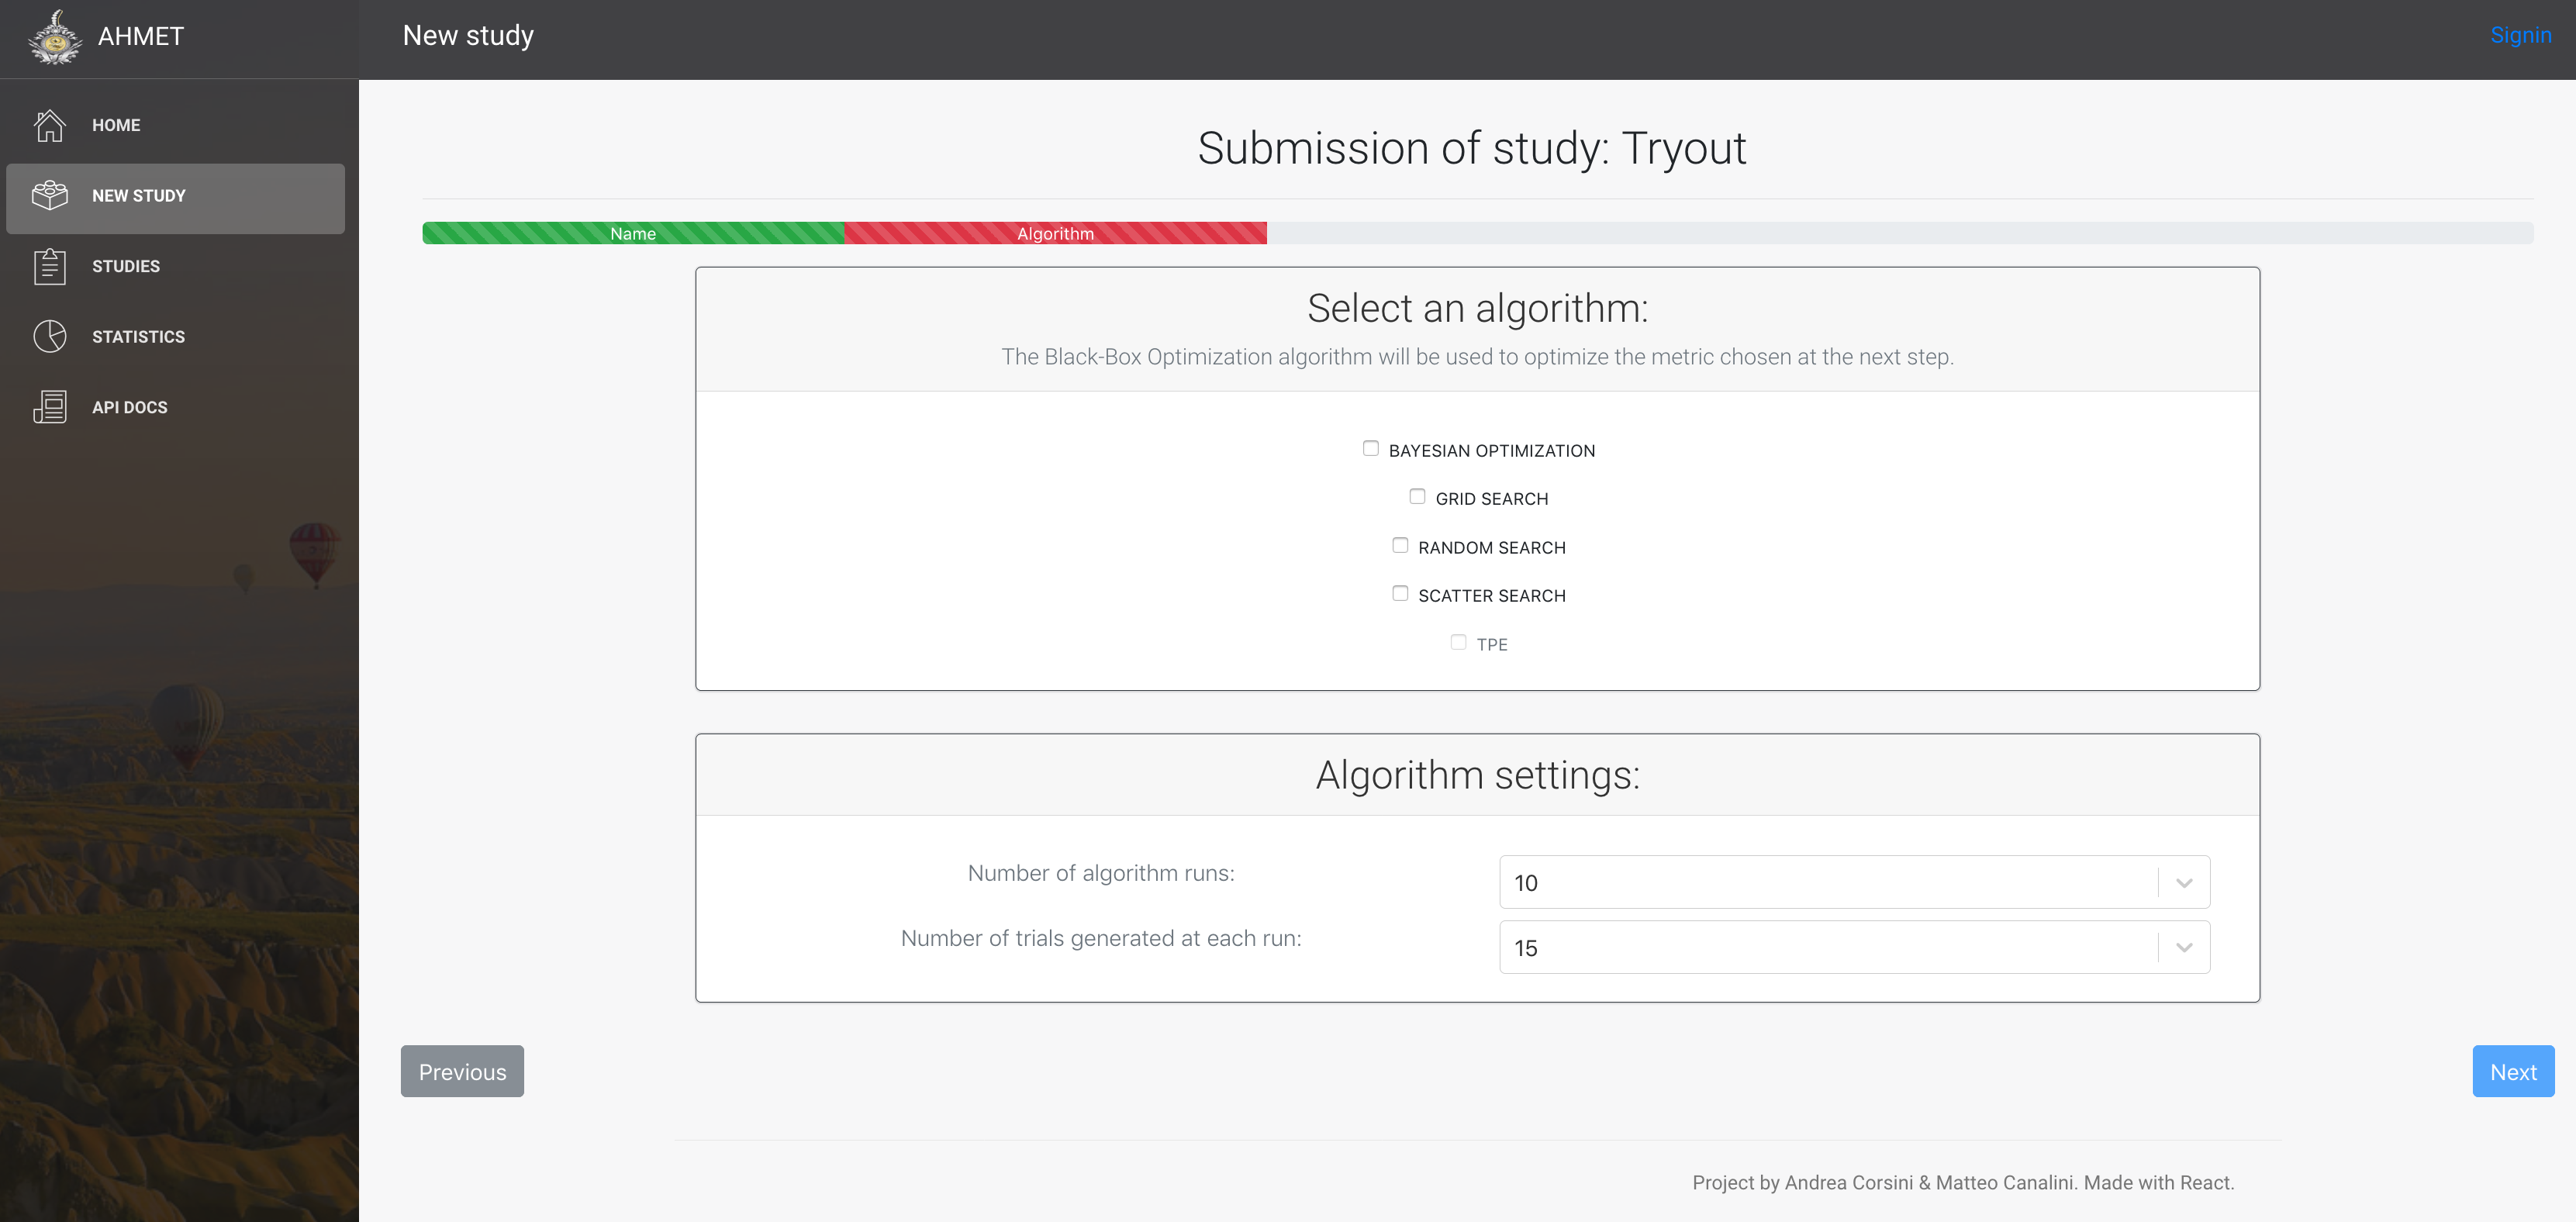 AHMET
New study
Signin
HOME
NEW STUDY
STUDIES
STATISTICS
API DOCS
Submission of study: Tryout
Name
Algorithm
Select an algorithm:
The Black-Box Optimization algorithm will be used to optimize the metric chosen at the next step.
BAYESIAN OPTIMIZATION
GRID SEARCH
RANDOM SEARCH
SCATTER SEARCH
TPE
Algorithm settings:
Number of algorithm runs:
10
Number of trials generated at each run:
15
Previous
Next
Project by Andrea Corsini & Matteo Canalini. Made with React.